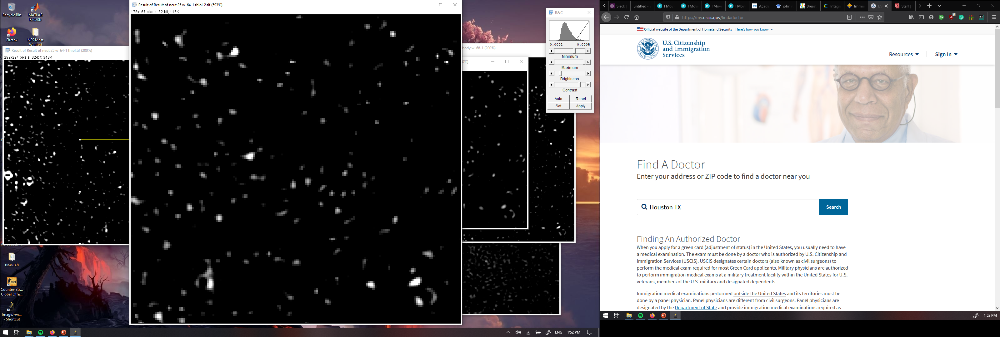 Recycle Bin
MATLAB
R2020b
Firefox
NFS Most
Wanted
Result of Result of neut 25 w 64-1 thiol.tif (200%)
299x294 pixels; 32-bit; 343K
research
Counter-Str...
Global Offe...
ImageJ-wi...
- Shortcut
Result of Result of neut 25 w 64-1 thiol-2.tif (593%)
178x167 pixels; 32-bit; 116K
body w 68-1 (200%)
0%)
B&C
0.0002 0.0005
Minimum
Maximum
Brightness
Contrast
Auto Reset
Set Apply
ENG 1:52 PM
Slack untitled - FMovi FMovi FMovi FMovi Acade john Breast Integr Immu US Staff
https://my.uscis.gov/findadoctor
Official website of the Department of Homeland Security Here's how you know
U.S. Citizenship
and Immigration
Services
Resources Sign In
Find A Doctor
Enter your address or ZIP code to find a doctor near you
Houston TX Search
Finding An Authorized Doctor
When you apply for a green card (adjustment of status) in the United States, you usually need to have
a medical examination. The exam must be done by a doctor who is authorized by U.S. Citizenship and
Immigration Services (USCIS). USCIS designates certain doctors (also known as civil surgeons) to
perform the medical exam required for most Green Card applicants. Military physicians are authorized
to perform immigration medical exams at a military treatment facility within the United States for U.S.
veterans, members of the U.S. military and designated dependents.
Immigration medical examinations performed outside the United States and its territories must be
done by a panel physician. Panel physicians are different from civil surgeons. Panel physicians are
designated by the Department of State and provide immigration medical examinations required as
1:52 PM